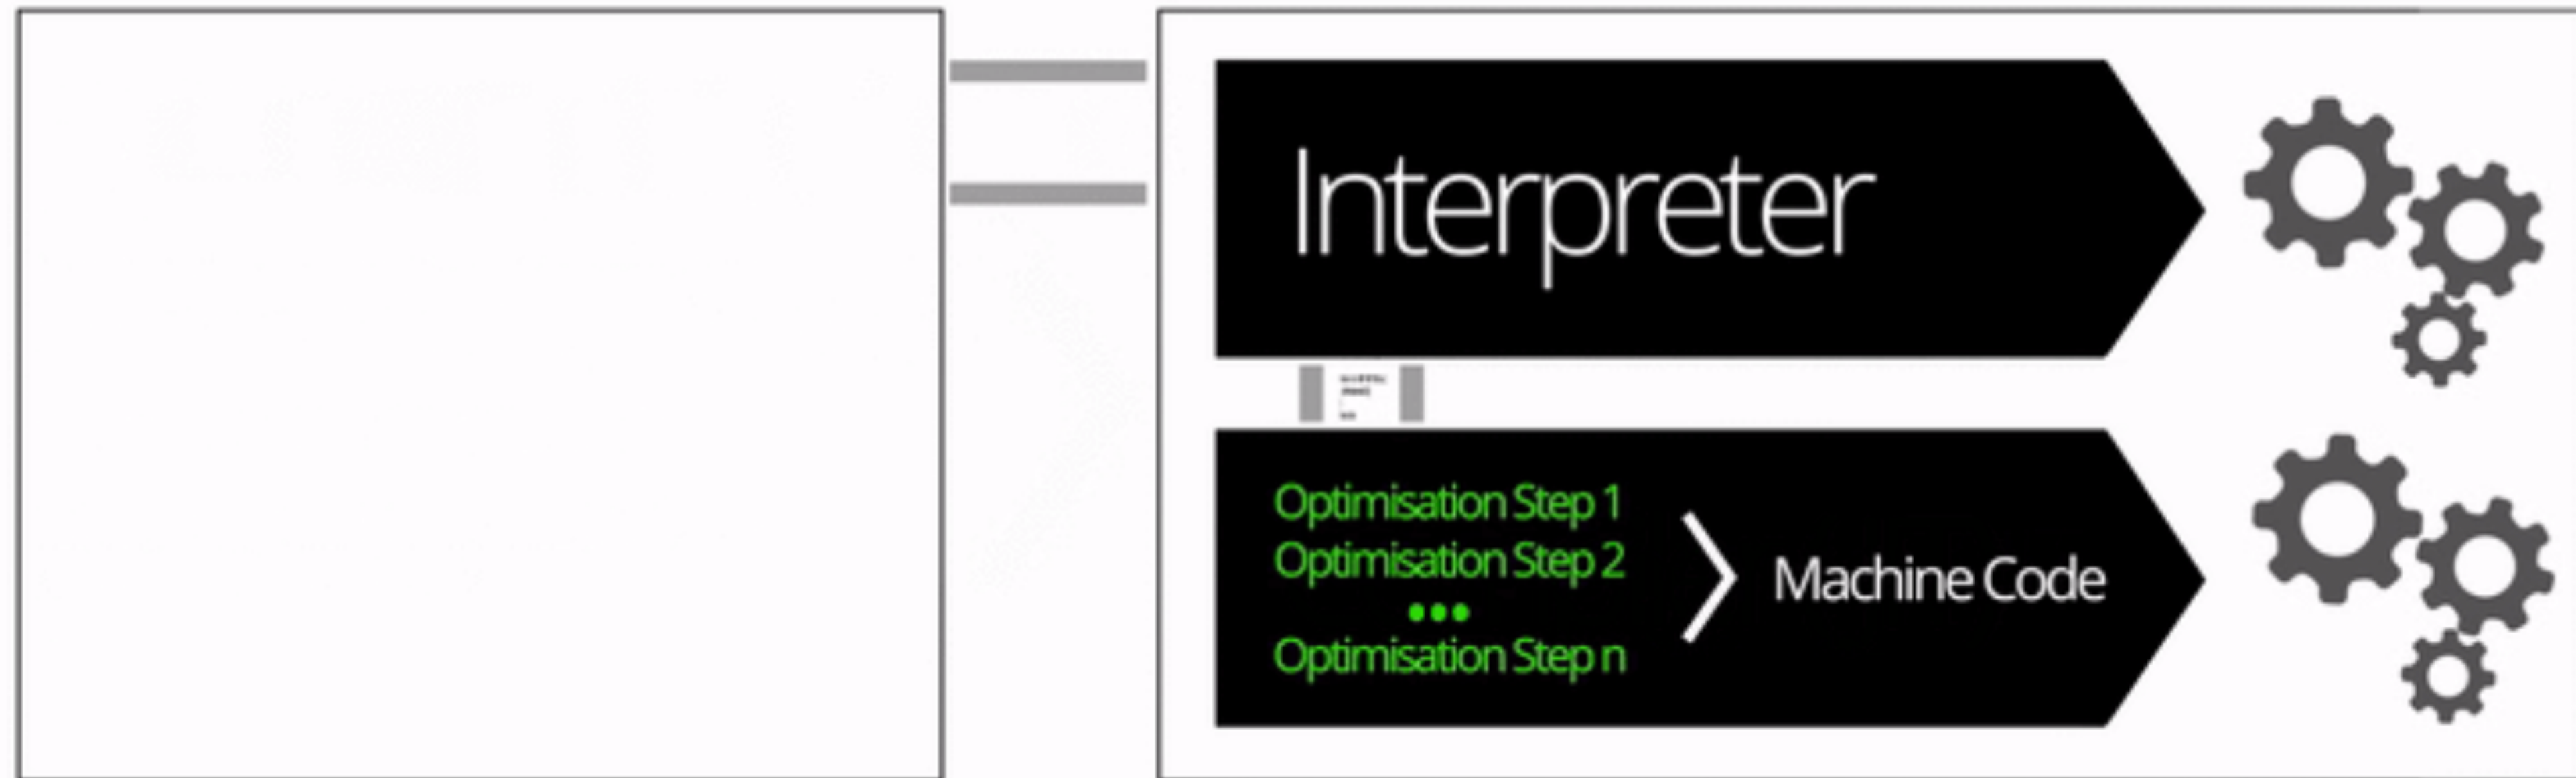 Interpreter
Optimisation Step 1
Optimisation Step 2
•••
Optimisation Step n
Machine Code